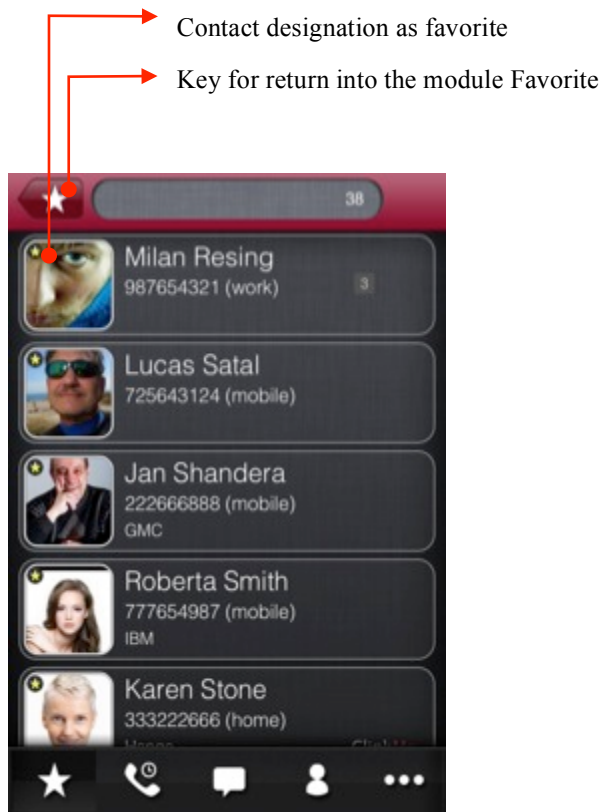 Contact designation as favorite
Key for return into the module Favorite
38
Milan Resing
987654321 (work)
3
Lucas Satal
725643124 (mobile)
Jan Shandera
222666888 (mobile)
GMC
Roberta Smith
777654987 (mobile)
IBM
Karen Stone
333222666 (home)